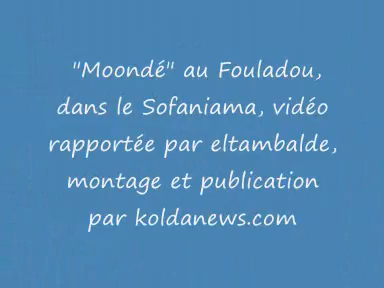 "Moondé" au Fouladou,
dans le Sofaniama, vidéo
rapportée par eltambalde,
montage et publication
par koldanews.com